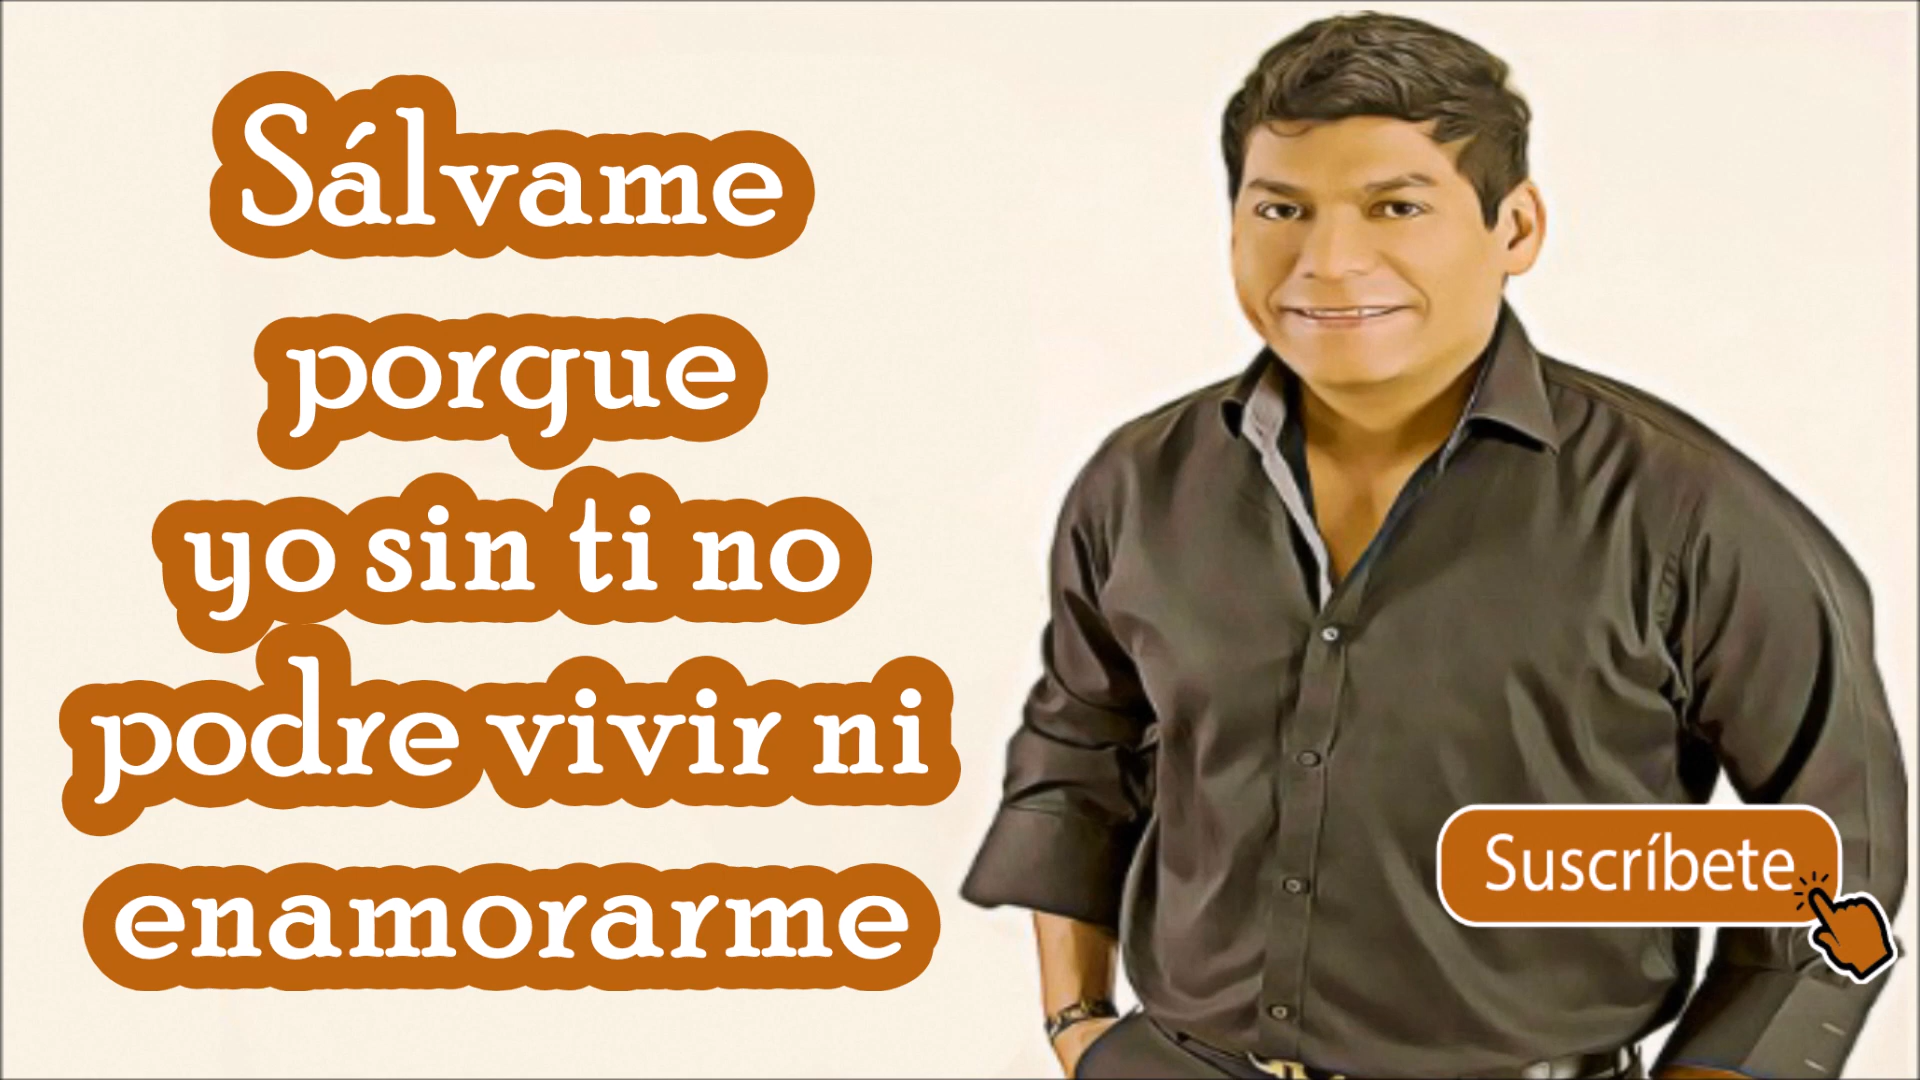 Sálvame
porque
yo sin ti no
podre vivir ni
enamorarme
Suscríbete